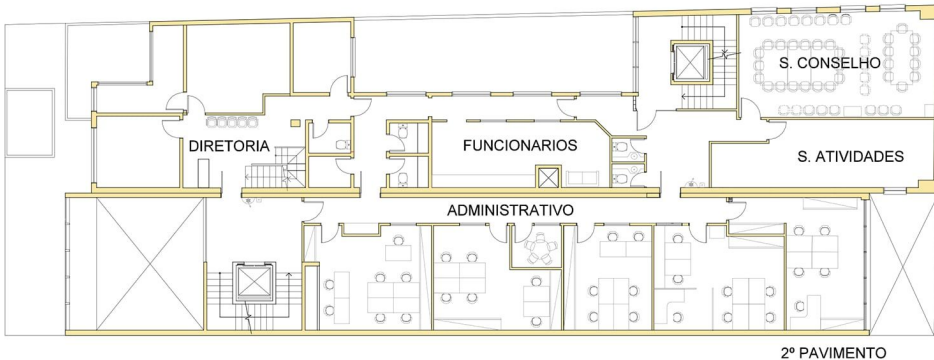 S. CONSELHO
DIRETORIA
FUNCIONARIOS
S. ATIVIDADES
ADMINISTRATIVO
2º PAVIMENTO